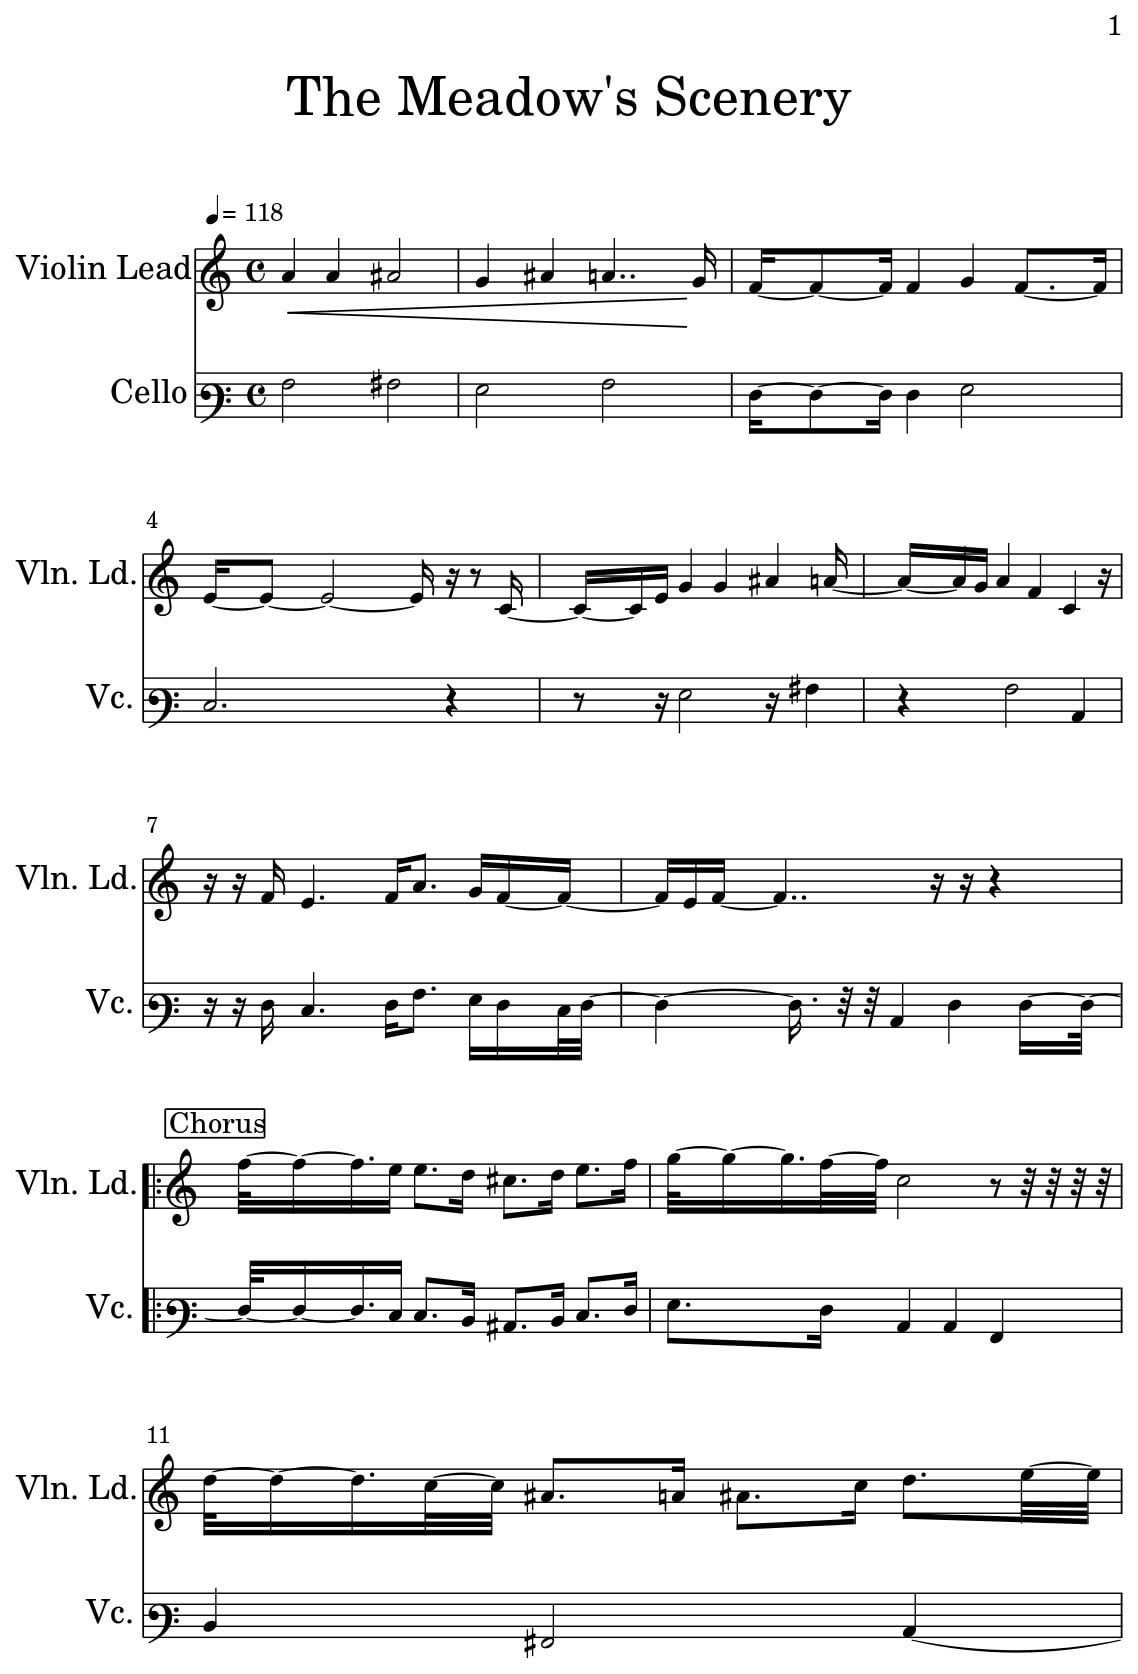 1
The Meadow's Scenery
= 118
Violin Lead
Cello
4
Vln. Ld.
Vc.
7
Vln. Ld.
Vc.
Chorus
Vln. Ld.
Vc.
11
Vln. Ld.
Vc.